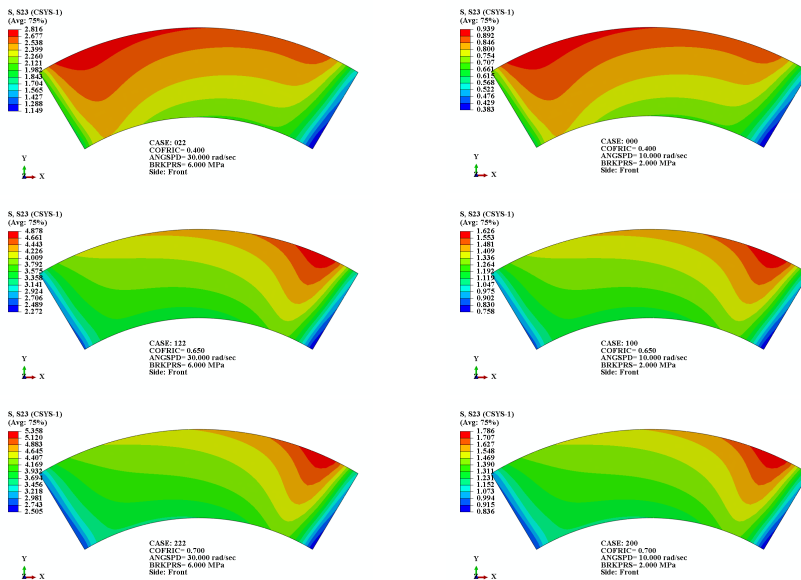 S, S23 (CSYS-1)
(Avg: 75%)
2.816
2.677
2.538
2.399
2.260
2.121
1.982
1.843
1.704
1.565
1.427
1.288
1.149
CASE: 022
COFRIC= 0.400
ANGSPD= 30.000 rad/sec
BRKPRS= 6.000 MPa
Side: Front
Y
Z X
S, S23 (CSYS-1)
(Avg: 75%)
0.939
0.892
0.846
0.800
0.754
0.707
0.661
0.615
0.568
0.522
0.476
0.429
0.383
CASE: 000
COFRIC= 0.400
ANGSPD= 10.000 rad/sec
BRKPRS= 2.000 MPa
Side: Front
Y
Z X
S, S23 (CSYS-1)
(Avg: 75%)
4.878
4.661
4.443
4.226
4.009
3.792
3.575
3.358
3.141
2.924
2.706
2.489
2.272
CASE: 122
COFRIC= 0.650
ANGSPD= 30.000 rad/sec
BRKPRS= 6.000 MPa
Side: Front
Y
Z X
S, S23 (CSYS-1)
(Avg: 75%)
1.626
1.553
1.481
1.409
1.336
1.264
1.192
1.119
1.047
0.975
0.902
0.830
0.758
CASE: 100
COFRIC= 0.650
ANGSPD= 10.000 rad/sec
BRKPRS= 2.000 MPa
Side: Front
Y
Z X
S, S23 (CSYS-1)
(Avg: 75%)
5.358
5.120
4.883
4.645
4.407
4.169
3.932
3.694
3.456
3.218
2.981
2.743
2.505
CASE: 222
COFRIC= 0.700
ANGSPD= 30.000 rad/sec
BRKPRS= 6.000 MPa
Side: Front
Y
Z X
S, S23 (CSYS-1)
(Avg: 75%)
1.786
1.707
1.627
1.548
1.469
1.390
1.311
1.231
1.152
1.073
0.994
0.915
0.836
CASE: 200
COFRIC= 0.700
ANGSPD= 10.000 rad/sec
BRKPRS= 2.000 MPa
Side: Front
Y
Z X